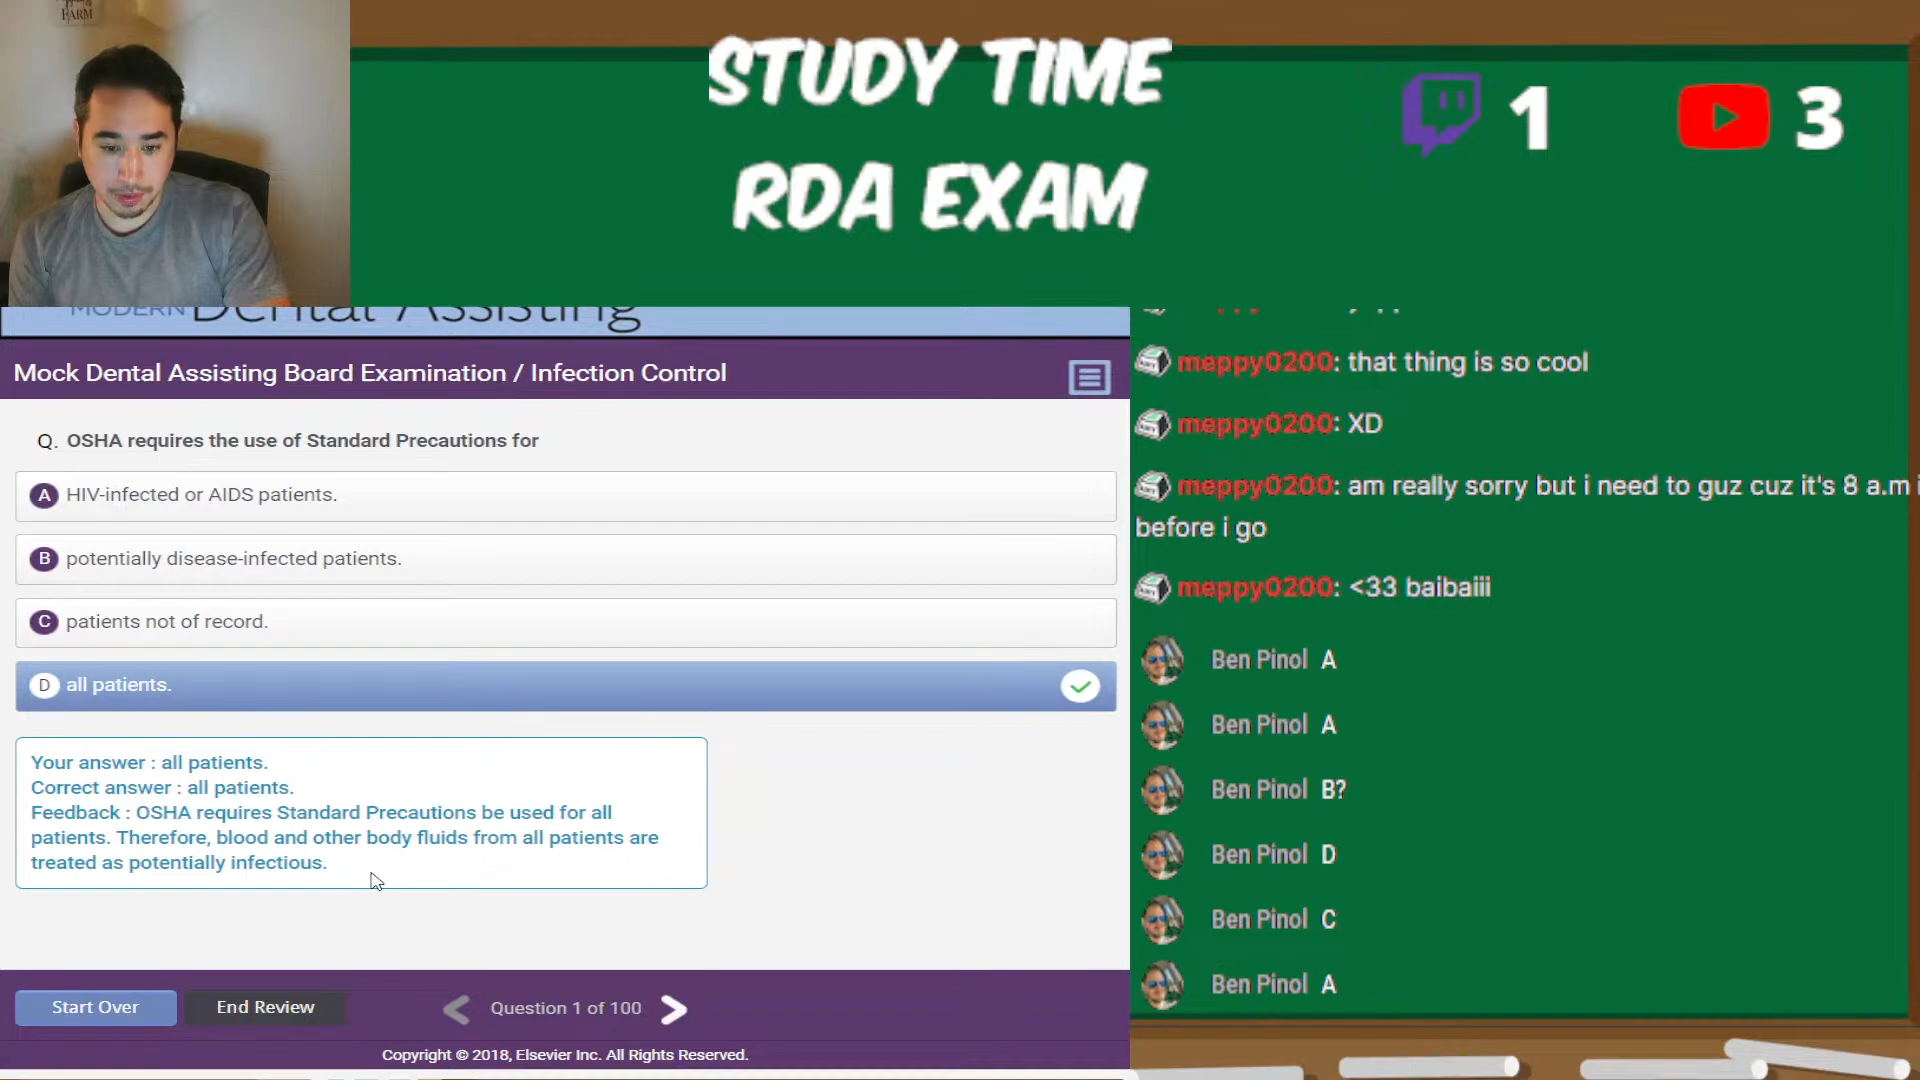 FARM
STUDY TIME
RDA EXAM
1
3
MODERN Dental Assisting
Mock Dental Assisting Board Examination / Infection Control
Q. OSHA requires the use of Standard Precautions for
A HIV-infected or AIDS patients.
B potentially disease-infected patients.
C patients not of record.
D all patients.
Your answer : all patients.
Correct answer : all patients.
Feedback : OSHA requires Standard Precautions be used for all
patients. Therefore, blood and other body fluids from all patients are
treated as potentially infectious.
Start Over
End Review
Question 1 of 100
Copyright © 2018, Elsevier Inc. All Rights Reserved.
meppy0200: that thing is so cool
meppy0200: XD
meppy0200: am really sorry but i need to guz cuz it's 8 a.m i
before i go
meppy0200: <33 baibaiii
Ben Pinol A
Ben Pinol A
Ben Pinol B?
Ben Pinol D
Ben Pinol C
Ben Pinol A